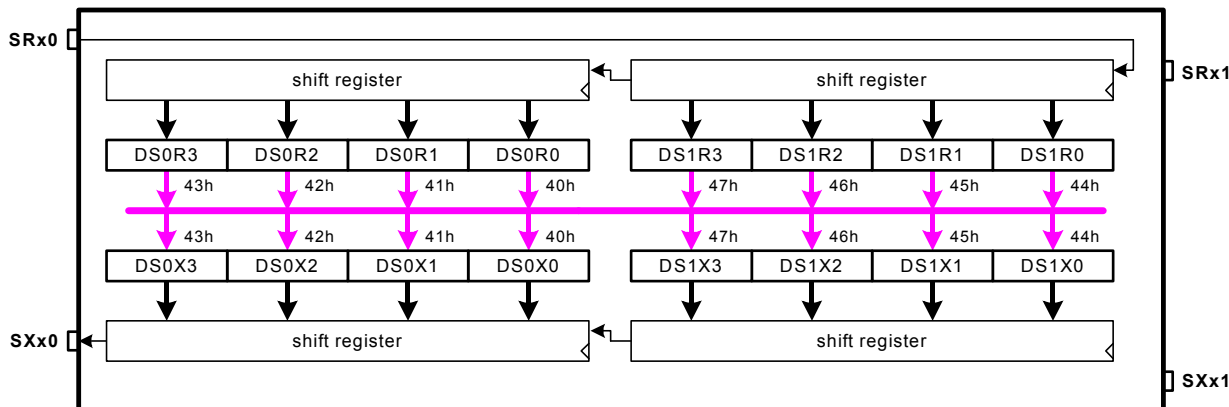 SRx0
shift register shift register SRx1
DS0R3 DS0R2 DS0R1 DS0R0 DS1R3 DS1R2 DS1R1 DS1R0
43h 42h 41h 40h 47h 46h 45h 44h
43h 42h 41h 40h 47h 46h 45h 44h
DS0X3 DS0X2 DS0X1 DS0X0 DS1X3 DS1X2 DS1X1 DS1X0
SXx0 shift register shift register
SXx1